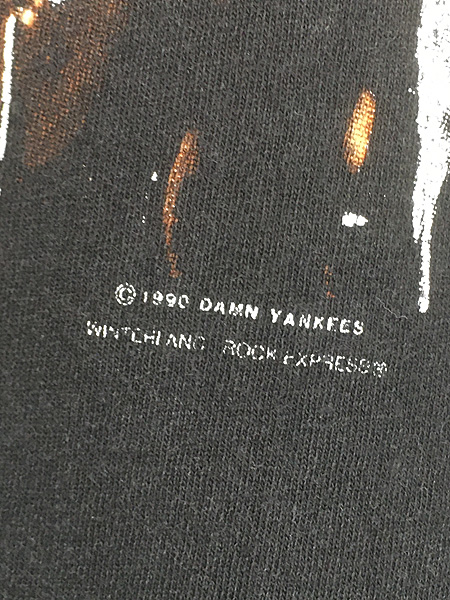 © 1990 DAMN YANKEES
WINTERLAND ROCK EXPRESS®